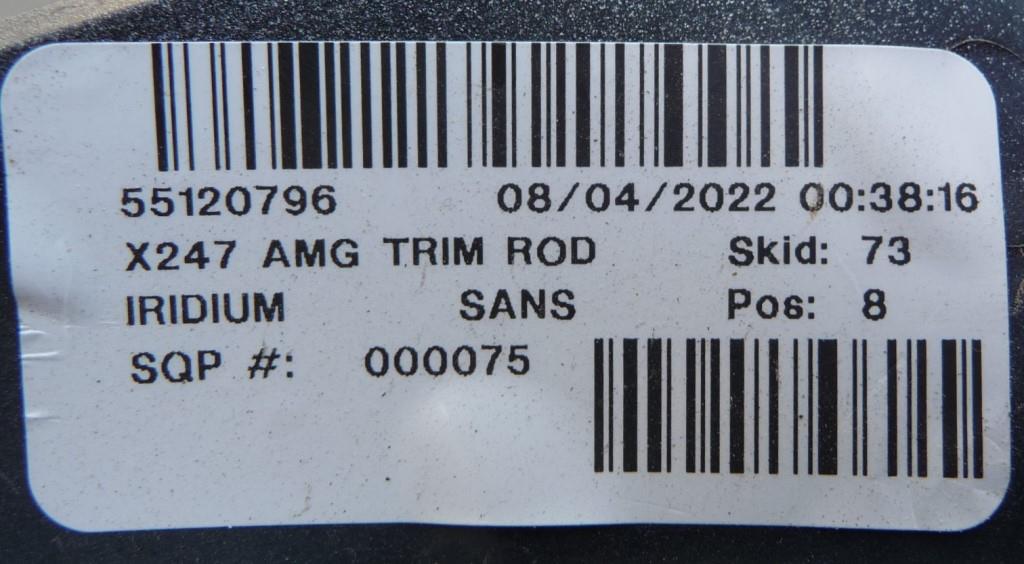 55120796 08/04/2022 00:38:16
X247 AMG TRIM ROD Skid: 73
IRIDIUM SANS Pos: 8
SQP #: 000075